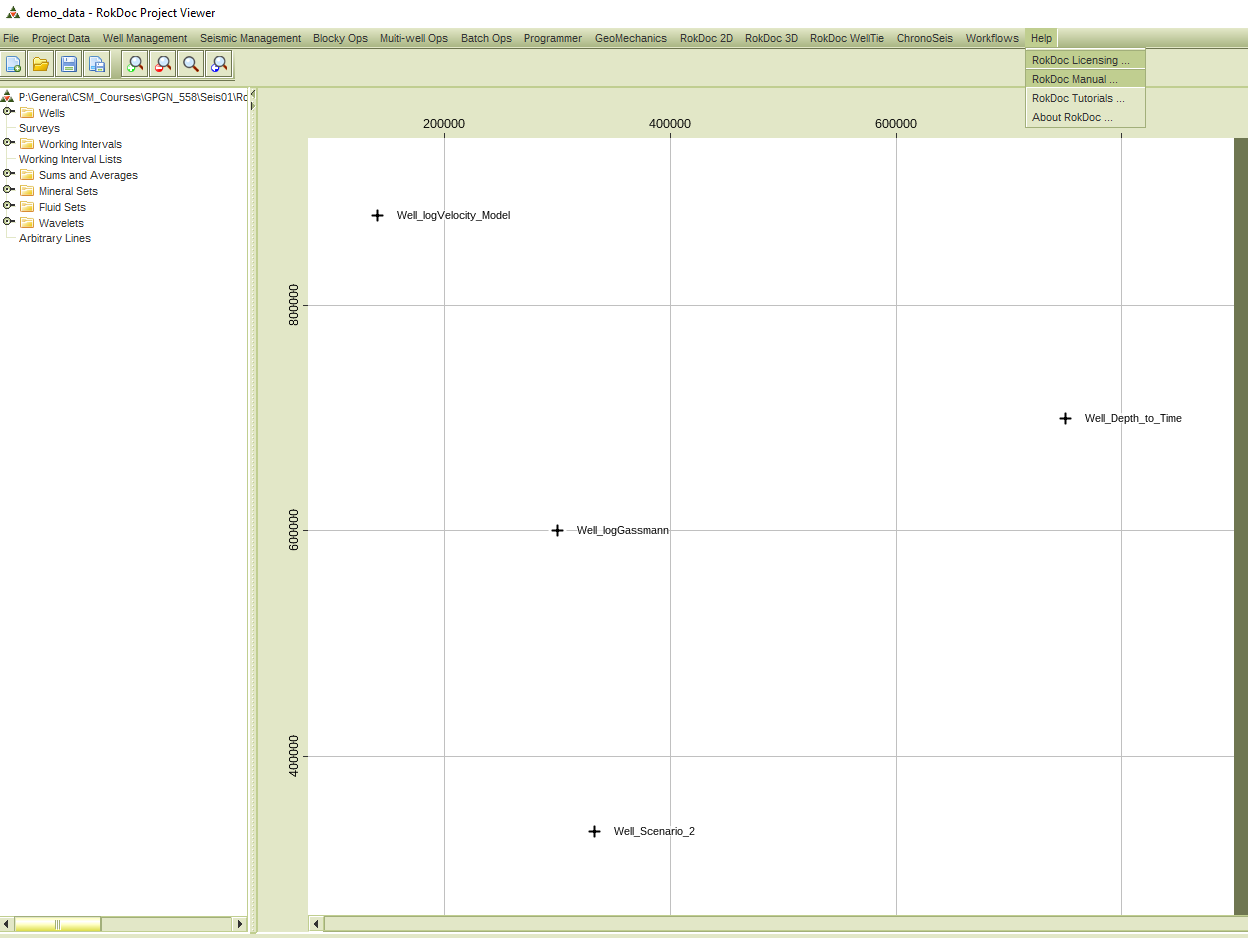 demo_data - RokDoc Project Viewer
File Project Data Well Management Seismic Management Blocky Ops Multi-well Ops Batch Ops Programmer GeoMechanics RokDoc 2D RokDoc 3D RokDoc WellTie ChronoSeis Workflows Help
RokDoc Licensing ...
RokDoc Manual ...
RokDoc Tutorials ...
About RokDoc ...
P:\General\CSM_Courses\GPGN_558\Seis01\Ro
Wells
Surveys
Working Intervals
Working Interval Lists
Sums and Averages
Mineral Sets
Fluid Sets
Wavelets
Arbitrary Lines
200000 400000 600000
Well_logVelocity_Model
800000
Well_Depth_to_Time
600000
Well_logGassmann
400000
Well_Scenario_2